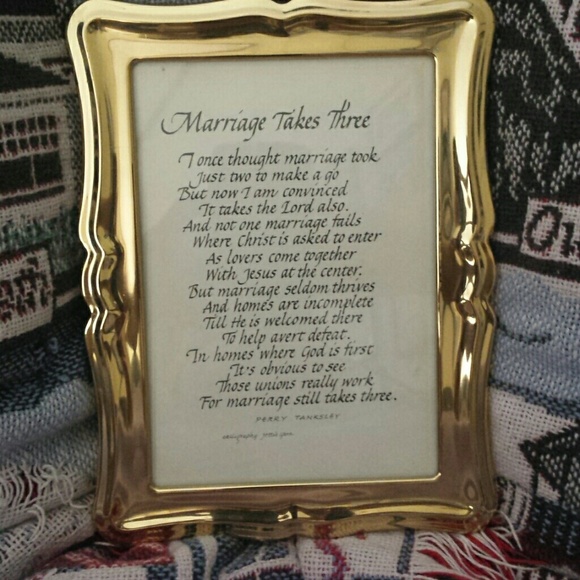 Marriage Takes Three
I once thought marriage took
Just two to make a go
But now I am convinced
It takes the Lord also.
And not one marriage fails
Where Christ is asked to enter
As lovers come together
With Jesus at the center.
But marriage seldom thrives
And homes are incomplete
Till He is welcomed there
To help avert defeat.
In homes where God is first
It's obvious to see
Those unions really work
For marriage still takes three.
PERRY TANKSLEY
calligraphy